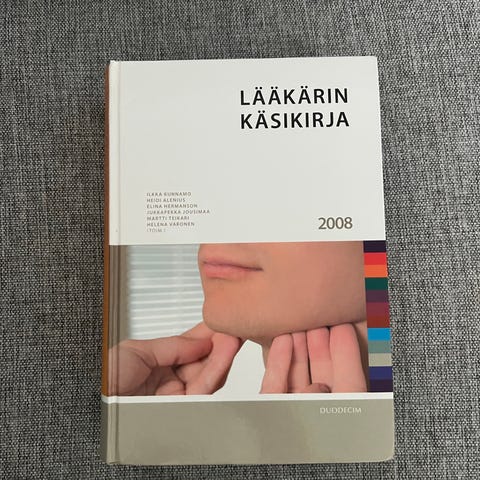 LÄÄKÄRIN
KÄSIKIRJA
ILKKA KUNNAMO
HEIDI ALENIUS
ELINA HERMANSON
JUKKAPEKKA JOUSIMAA
MARTTI TEIKARI
HELENA VARONEN
(TOIM.)
2008
DUODECIM